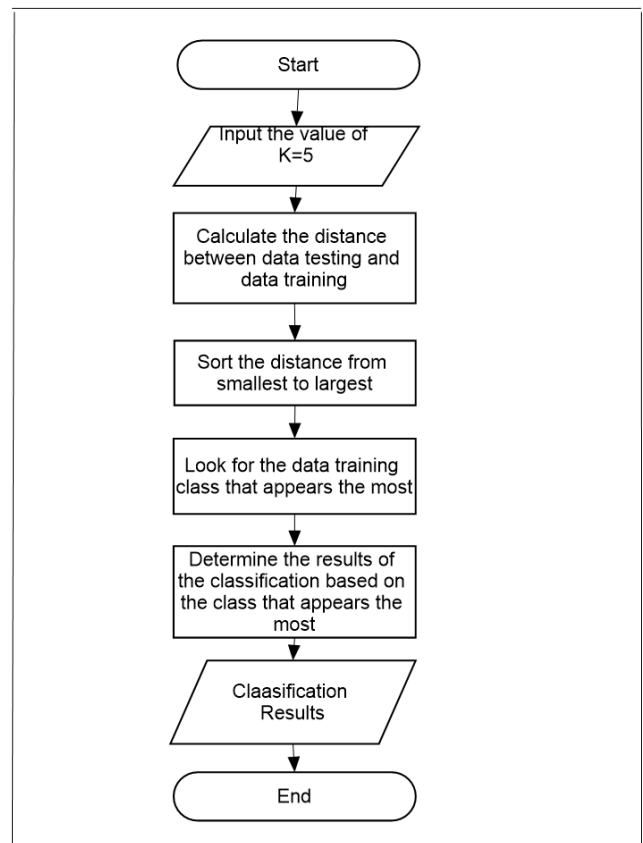 Start
Input the value of
K=5
Calculate the distance
between data testing and
data training
Sort the distance from
smallest to largest
Look for the data training
class that appears the most
Determine the results of
the classification based on
the class that appears the
most
Claasification
Results
End